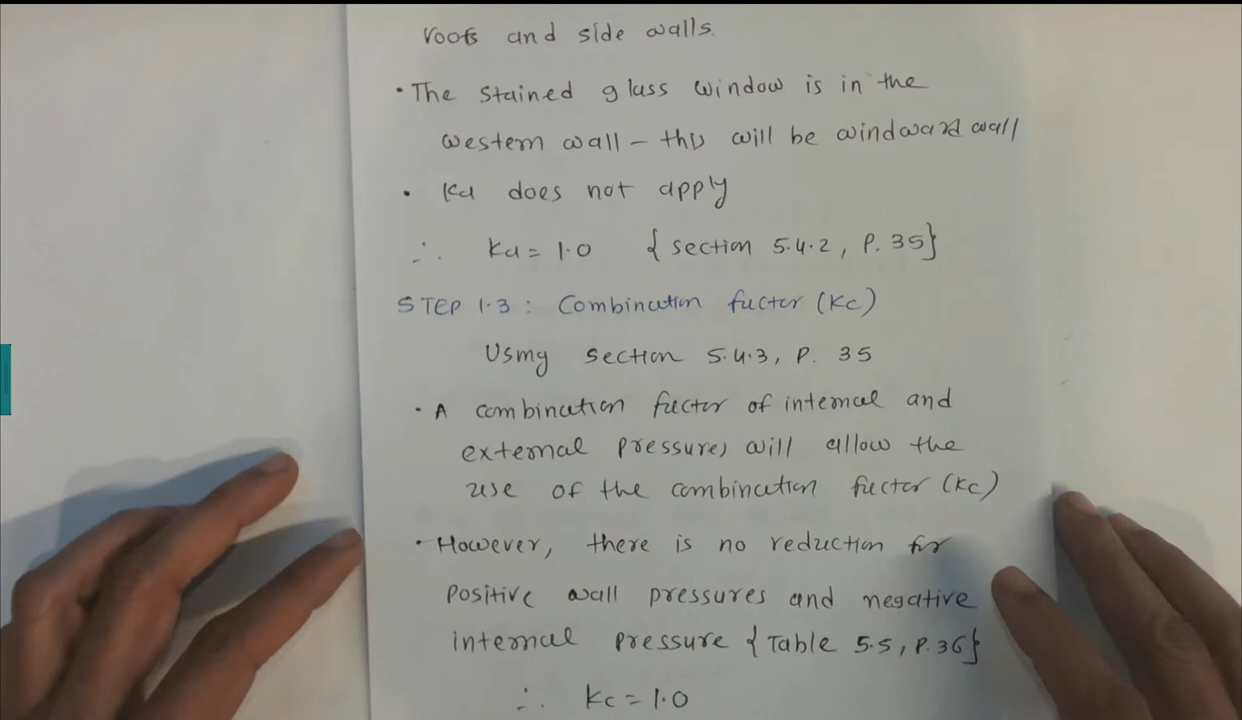 roofs and side walls.
• The stained glass window is in the
western wall – this will be windward wall
• Ka does not apply
∴ Ka = 1.0 {section 5.4.2, P. 35}
STEP 1.3 : Combination factor (Kc)
Using section 5.4.3, P. 35
• A combination factor of internal and
external pressures will allow the
use of the combination factor (Kc)
• However, there is no reduction for
positive wall pressures and negative
internal pressure {Table 5.5, P.36}
∴ Kc = 1.0